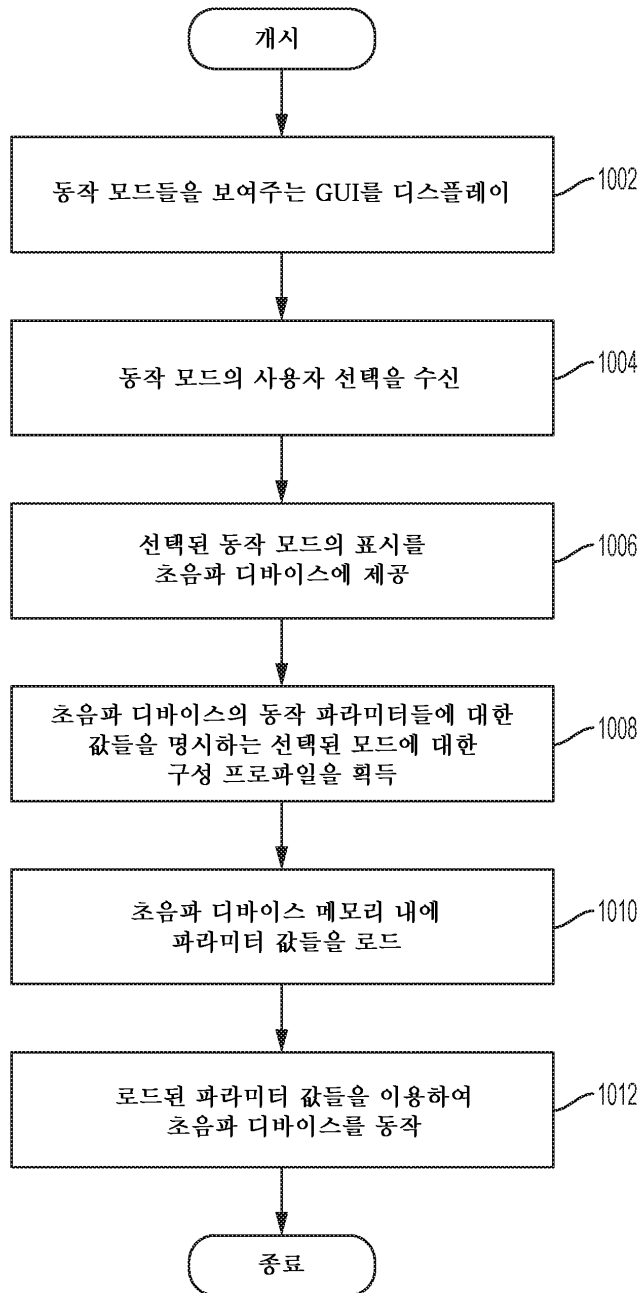 개시
동작 모드들을 보여주는 GUI를 디스플레이
1002
동작 모드의 사용자 선택을 수신
1004
선택된 동작 모드의 표시를
초음파 디바이스에 제공
1006
초음파 디바이스의 동작 파라미터들에 대한
값들을 명시하는 선택된 모드에 대한
구성 프로파일을 획득
1008
초음파 디바이스 메모리 내에
파라미터 값들을 로드
1010
로드된 파라미터 값들을 이용하여
초음파 디바이스를 동작
1012
종료